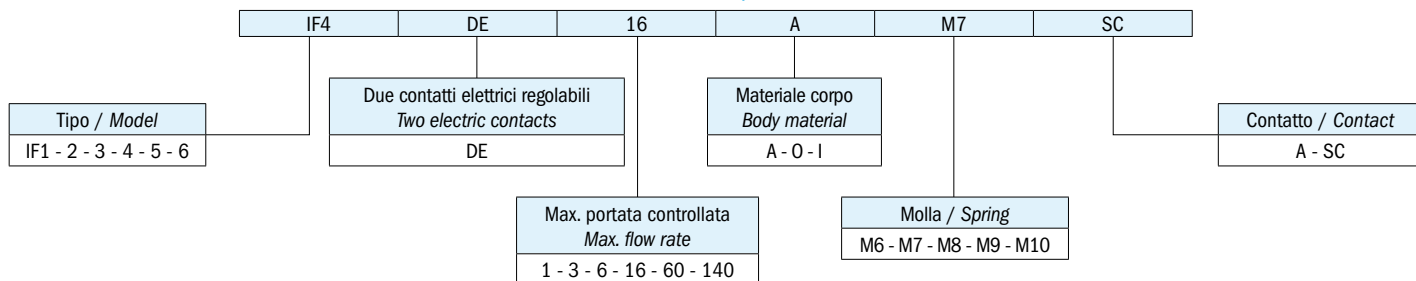 IF4 DE 16 A M7 SC
Due contatti elettrici regolabili
Two electric contacts
DE
Materiale corpo
Body material
A - O - I
Tipo / Model
IF1 - 2 - 3 - 4 - 5 - 6
Contatto / Contact
A - SC
Max. portata controllata
Max. flow rate
1 - 3 - 6 - 16 - 60 - 140
Molla / Spring
M6 - M7 - M8 - M9 - M10